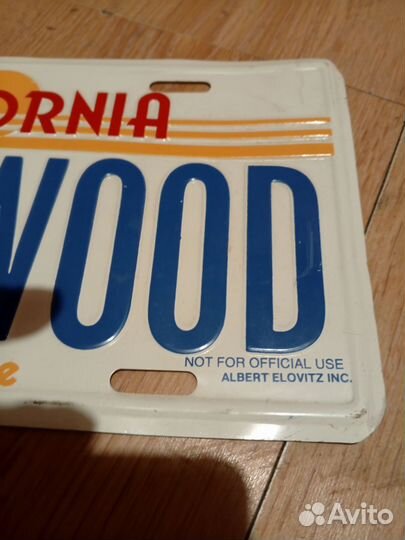 ORNIA
WOOD
NOT FOR OFFICIAL USE
ALBERT ELOVITZ INC.
e
Avito